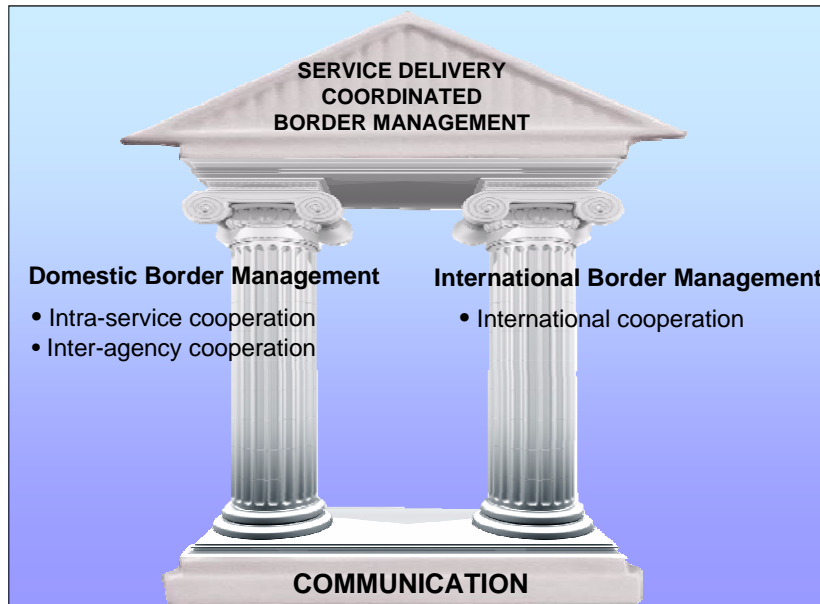 SERVICE DELIVERY
COORDINATED
BORDER MANAGEMENT
Domestic Border Management
• Intra-service cooperation
• Inter-agency cooperation
International Border Management
• International cooperation
COMMUNICATION